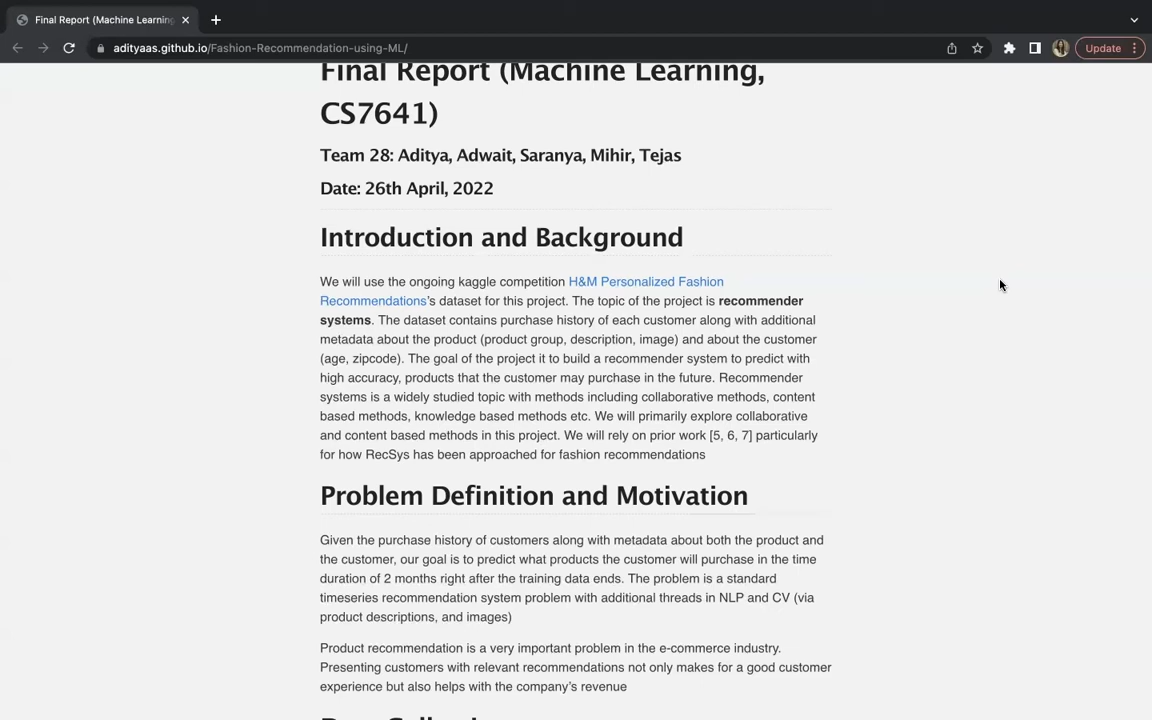 Final Report (Machine Learning
adityaas.github.io/Fashion-Recommendation-using-ML/
Update
Final Report (Machine Learning,
CS7641)
Team 28: Aditya, Adwait, Saranya, Mihir, Tejas
Date: 26th April, 2022
Introduction and Background
We will use the ongoing kaggle competition H&M Personalized Fashion
Recommendations's dataset for this project. The topic of the project is recommender
systems. The dataset contains purchase history of each customer along with additional
metadata about the product (product group, description, image) and about the customer
(age, zipcode). The goal of the project it to build a recommender system to predict with
high accuracy, products that the customer may purchase in the future. Recommender
systems is a widely studied topic with methods including collaborative methods, content
based methods, knowledge based methods etc. We will primarily explore collaborative
and content based methods in this project. We will rely on prior work [5, 6, 7] particularly
for how RecSys has been approached for fashion recommendations
Problem Definition and Motivation
Given the purchase history of customers along with metadata about both the product and
the customer, our goal is to predict what products the customer will purchase in the time
duration of 2 months right after the training data ends. The problem is a standard
timeseries recommendation system problem with additional threads in NLP and CV (via
product descriptions, and images)
Product recommendation is a very important problem in the e-commerce industry.
Presenting customers with relevant recommendations not only makes for a good customer
experience but also helps with the company's revenue